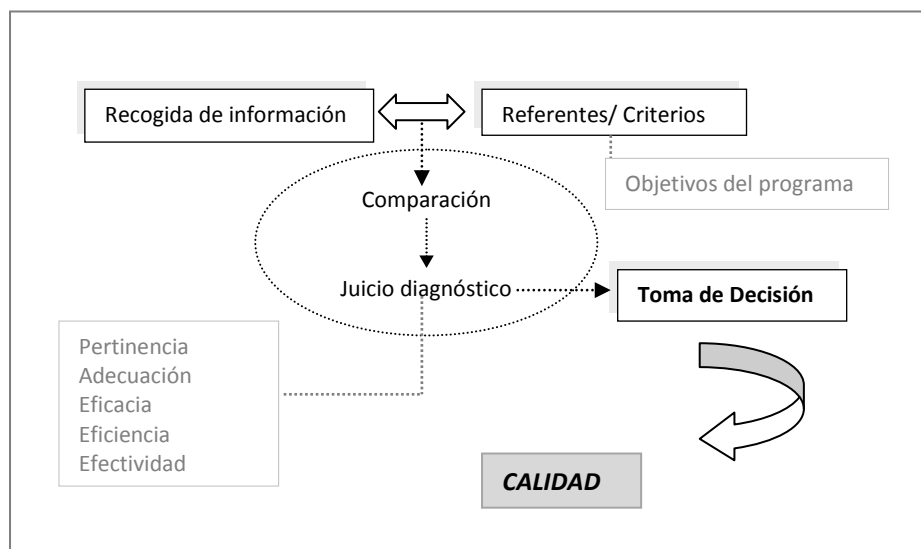 Recogida de información
Referentes/ Criterios
Objetivos del programa
Comparación
Juicio diagnóstico
Toma de Decisión
Pertinencia
Adecuación
Eficacia
Eficiencia
Efectividad
CALIDAD